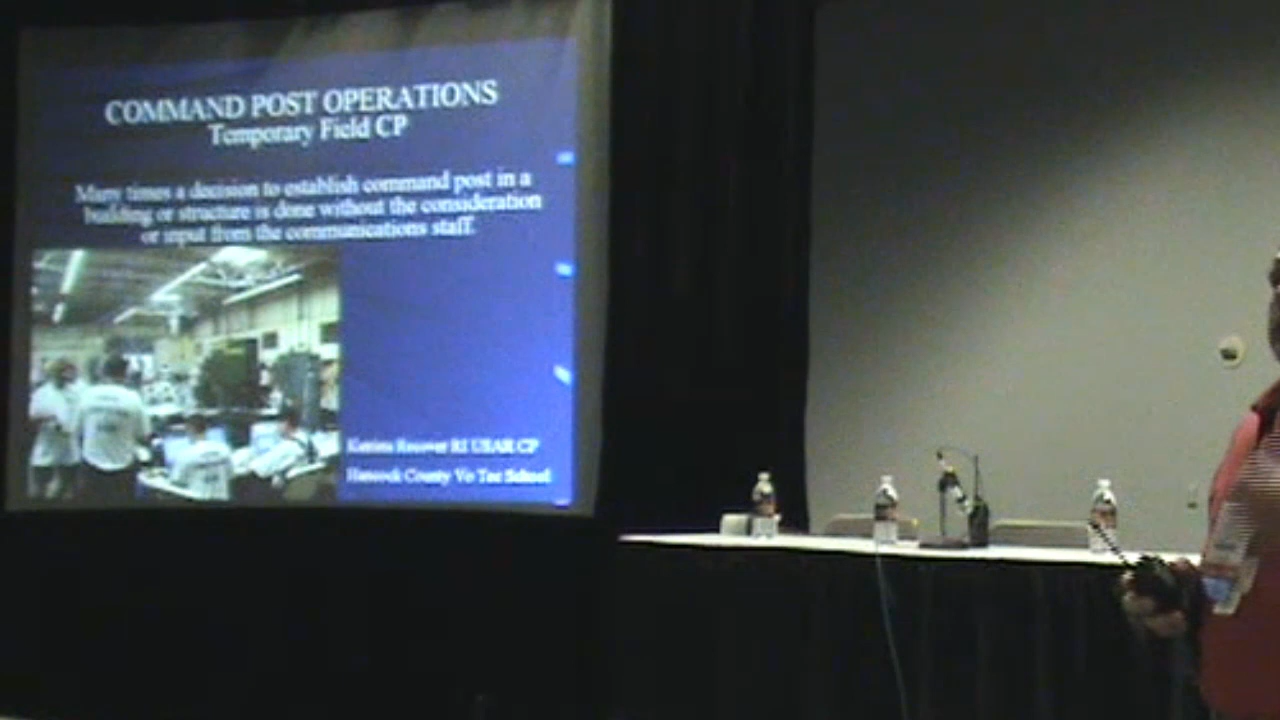 COMMAND POST OPERATIONS
Temporary Field CP
Many times a decision to establish command post in a
building or structure is done without the consideration
or input from the communications staff.
Katrina Recover RI USAR CP
Hancock County Vo Tec School